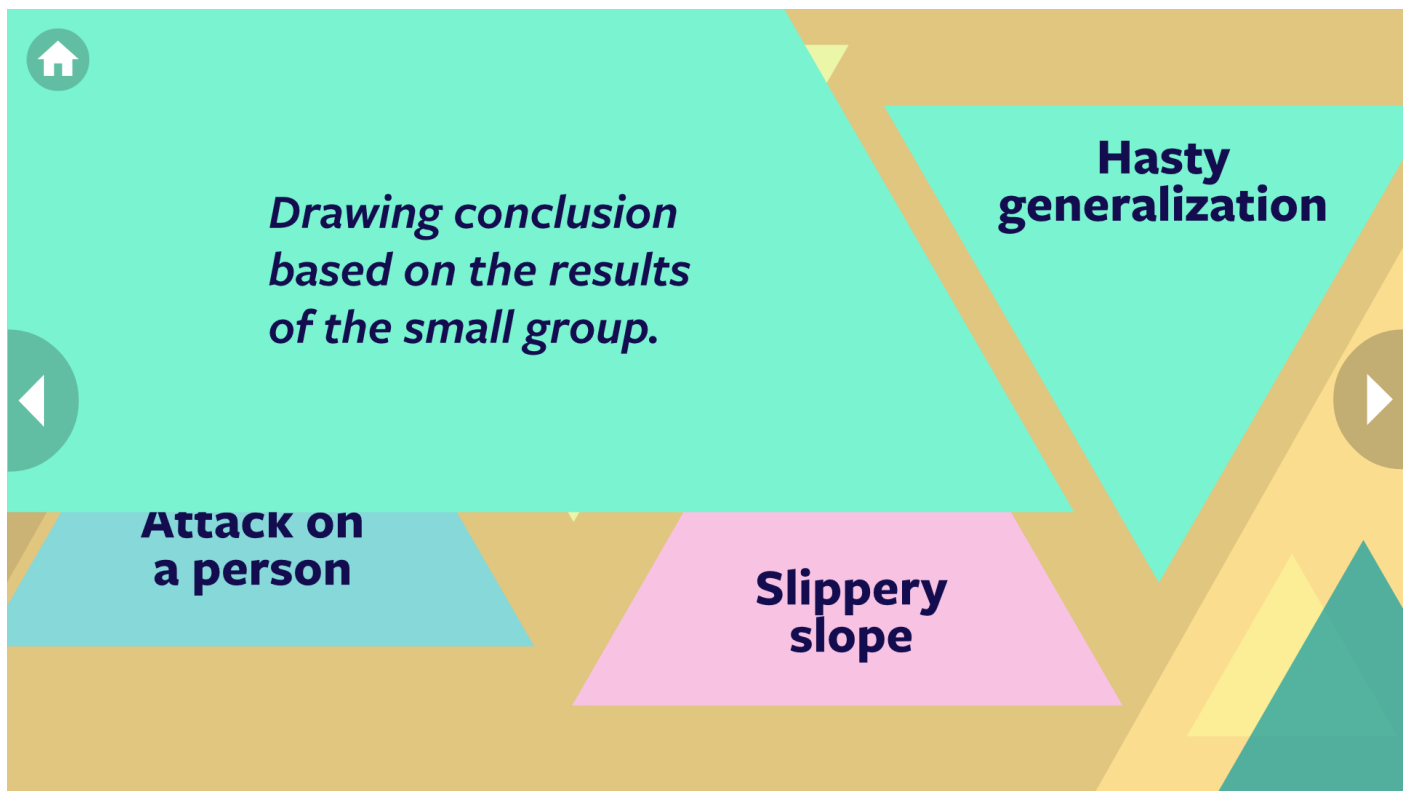 Drawing conclusion
based on the results
of the small group.
Hasty
generalization
Attack on
a person
Slippery
slope